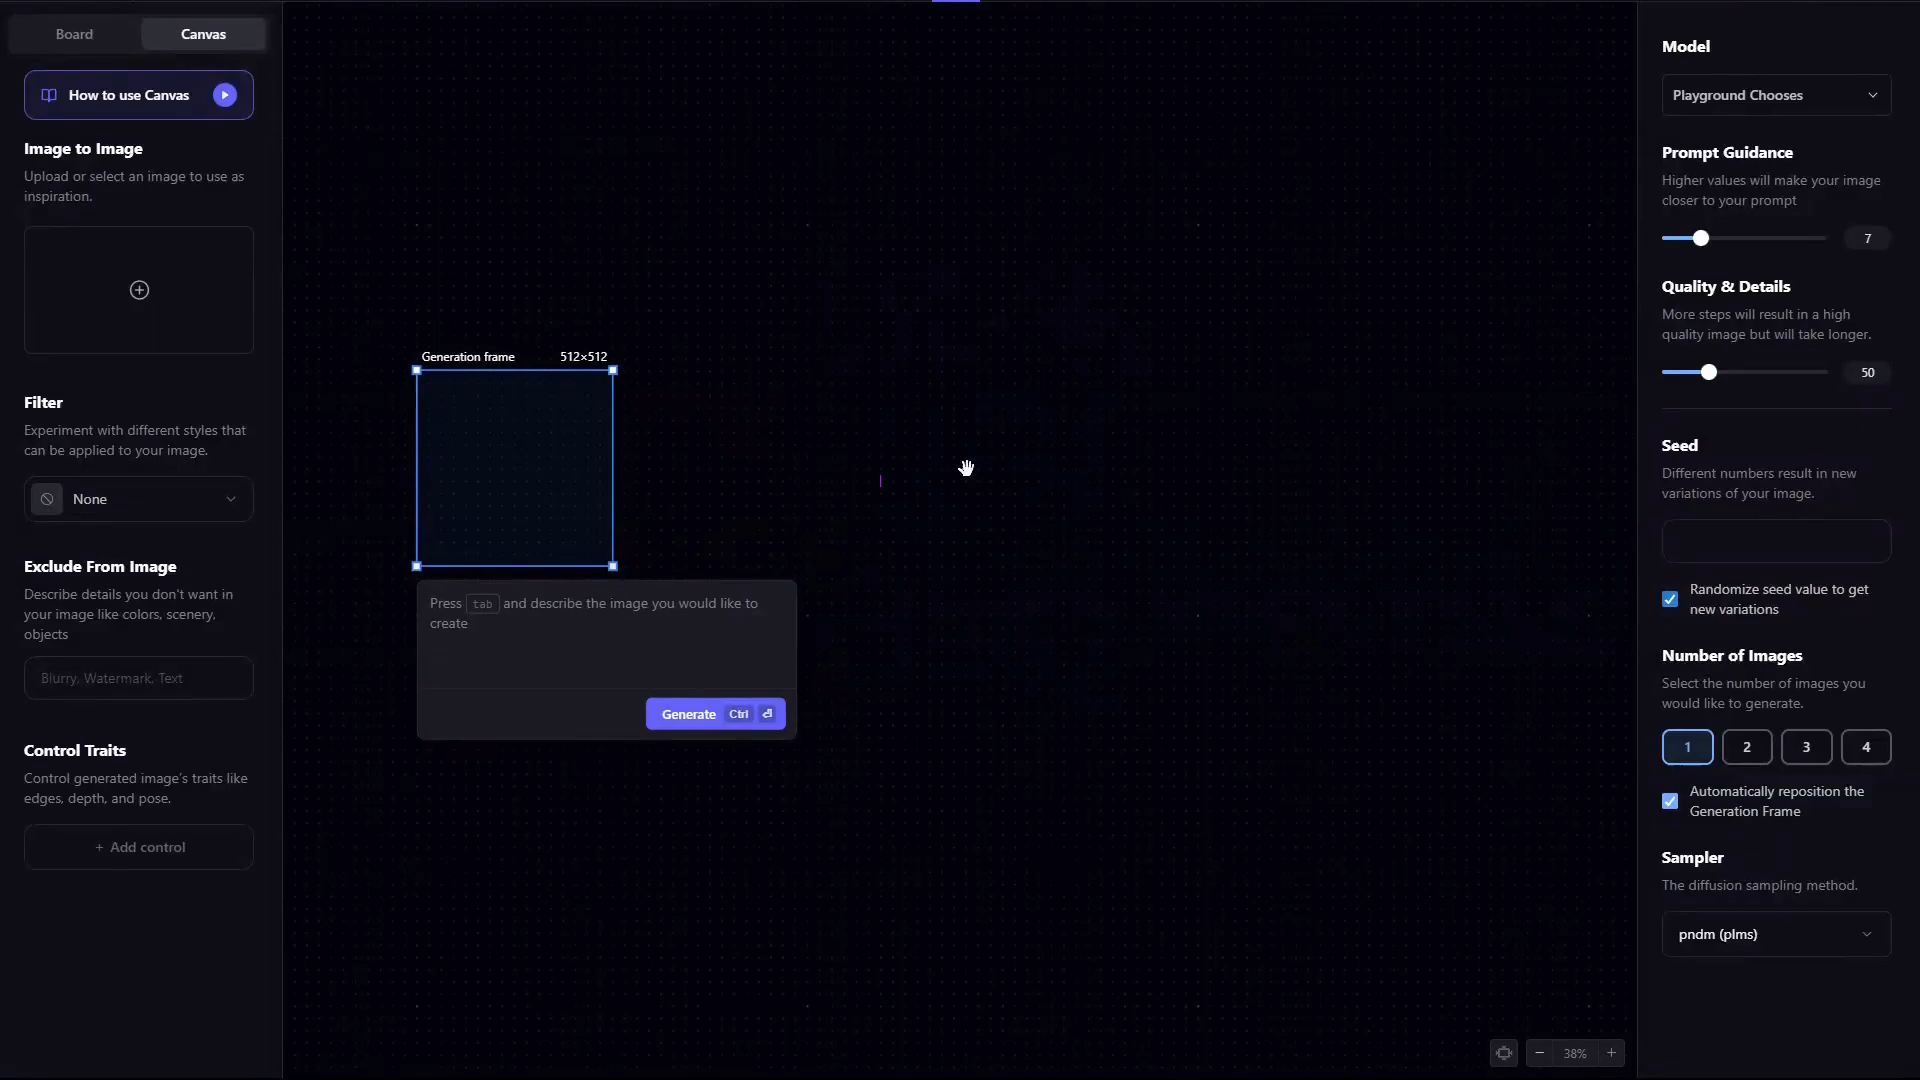 Board
Canvas
How to use Canvas
Image to Image
Upload or select an image to use as
inspiration.
Filter
Experiment with different styles that
can be applied to your image.
None
Exclude From Image
Describe details you don't want in
your image like colors, scenery,
objects
Blurry, Watermark, Text
Control Traits
Control generated image's traits like
edges, depth, and pose.
+ Add control
Generation frame 512×512
Press tab and describe the image you would like to
create
Generate Ctrl ⏎
38%
Model
Playground Chooses
Prompt Guidance
Higher values will make your image
closer to your prompt
7
Quality & Details
More steps will result in a high
quality image but will take longer.
50
Seed
Different numbers result in new
variations of your image.
Randomize seed value to get
new variations
Number of Images
Select the number of images you
would like to generate.
1 2 3 4
Automatically reposition the
Generation Frame
Sampler
The diffusion sampling method.
pndm (plms)